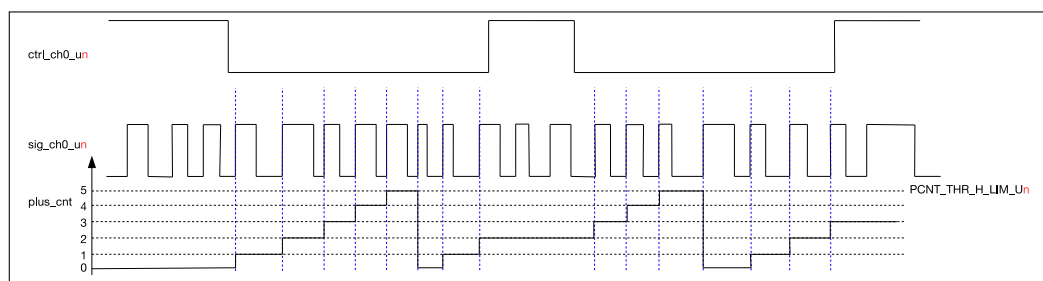 ctrl_ch0_un
sig_ch0_un
plus_cnt
5
4
3
2
1
0
PCNT_THR_H_LIM_Un